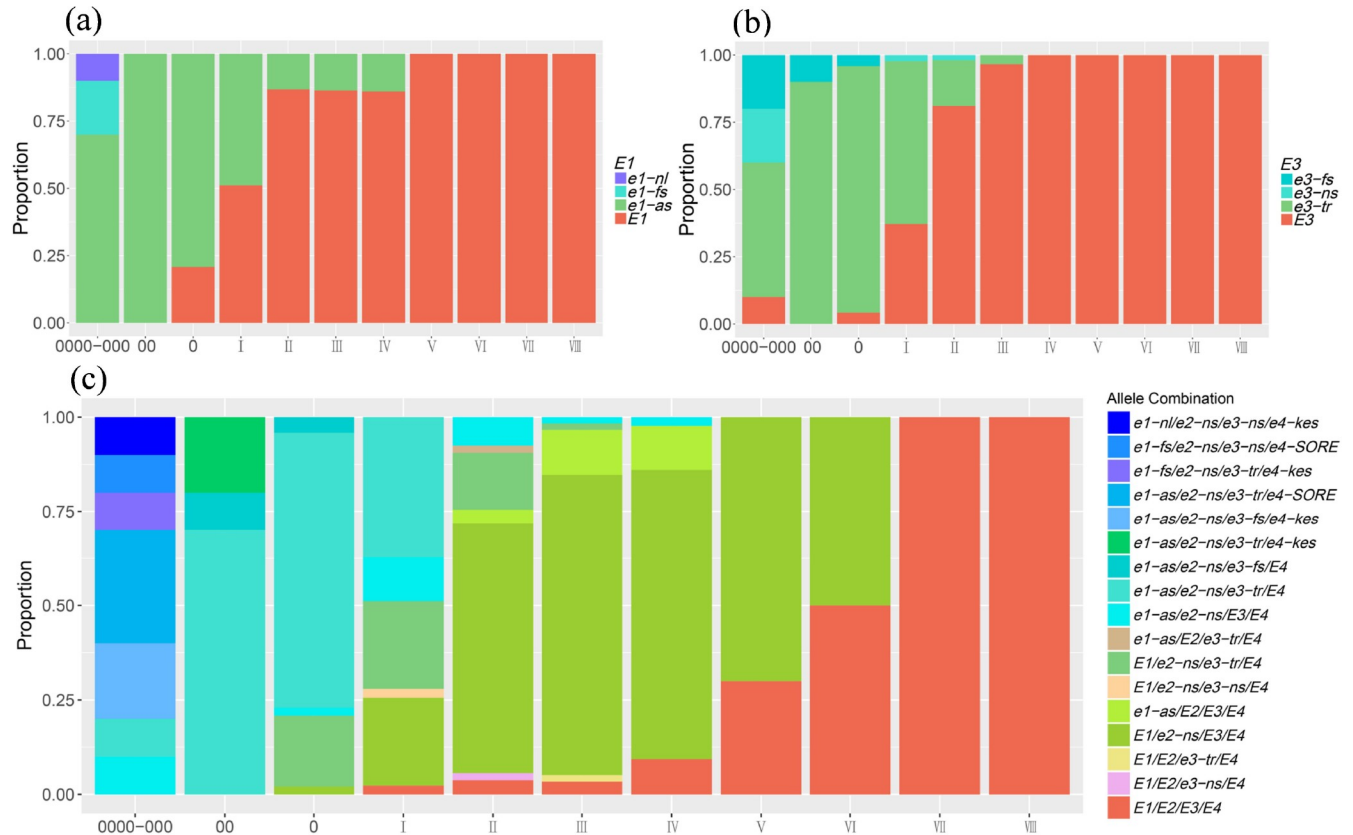 (a)
Proportion
1.00
0.75
0.50
0.25
0.00
0000-000 00 0 Ⅰ Ⅱ Ⅲ Ⅳ Ⅴ Ⅵ Ⅶ Ⅷ
E1
e1-nl
e1-fs
e1-as
E1
(b)
Proportion
1.00
0.75
0.50
0.25
0.00
0000-000 00 0 Ⅰ Ⅱ Ⅲ Ⅳ Ⅴ Ⅵ Ⅶ Ⅷ
E3
e3-fs
e3-ns
e3-tr
E3
(c)
Proportion
1.00
0.75
0.50
0.25
0.00
0000-000 00 0 Ⅰ Ⅱ Ⅲ Ⅳ Ⅴ Ⅵ Ⅶ Ⅷ
Allele Combination
e1-nl/e2-ns/e3-ns/e4-kes
e1-fs/e2-ns/e3-ns/e4-SORE
e1-fs/e2-ns/e3-tr/e4-kes
e1-as/e2-ns/e3-tr/e4-SORE
e1-as/e2-ns/e3-fs/e4-kes
e1-as/e2-ns/e3-tr/e4-kes
e1-as/e2-ns/e3-fs/E4
e1-as/e2-ns/e3-tr/E4
e1-as/e2-ns/E3/E4
e1-as/E2/e3-tr/E4
E1/e2-ns/e3-tr/E4
E1/e2-ns/e3-ns/E4
e1-as/E2/E3/E4
E1/e2-ns/E3/E4
E1/E2/e3-tr/E4
E1/E2/e3-ns/E4
E1/E2/E3/E4